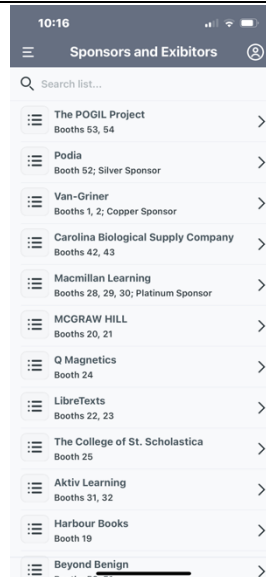 10:16
Sponsors and Exibitors
Search list...
The POGIL Project
Booths 53, 54
Podia
Booth 52; Silver Sponsor
Van-Griner
Booths 1, 2; Copper Sponsor
Carolina Biological Supply Company
Booths 42, 43
Macmillan Learning
Booths 28, 29, 30; Platinum Sponsor
MCGRAW HILL
Booths 20, 21
Q Magnetics
Booth 24
LibreTexts
Booths 22, 23
The College of St. Scholastica
Booth 25
Aktiv Learning
Booths 31, 32
Harbour Books
Booth 19
Beyond Benign